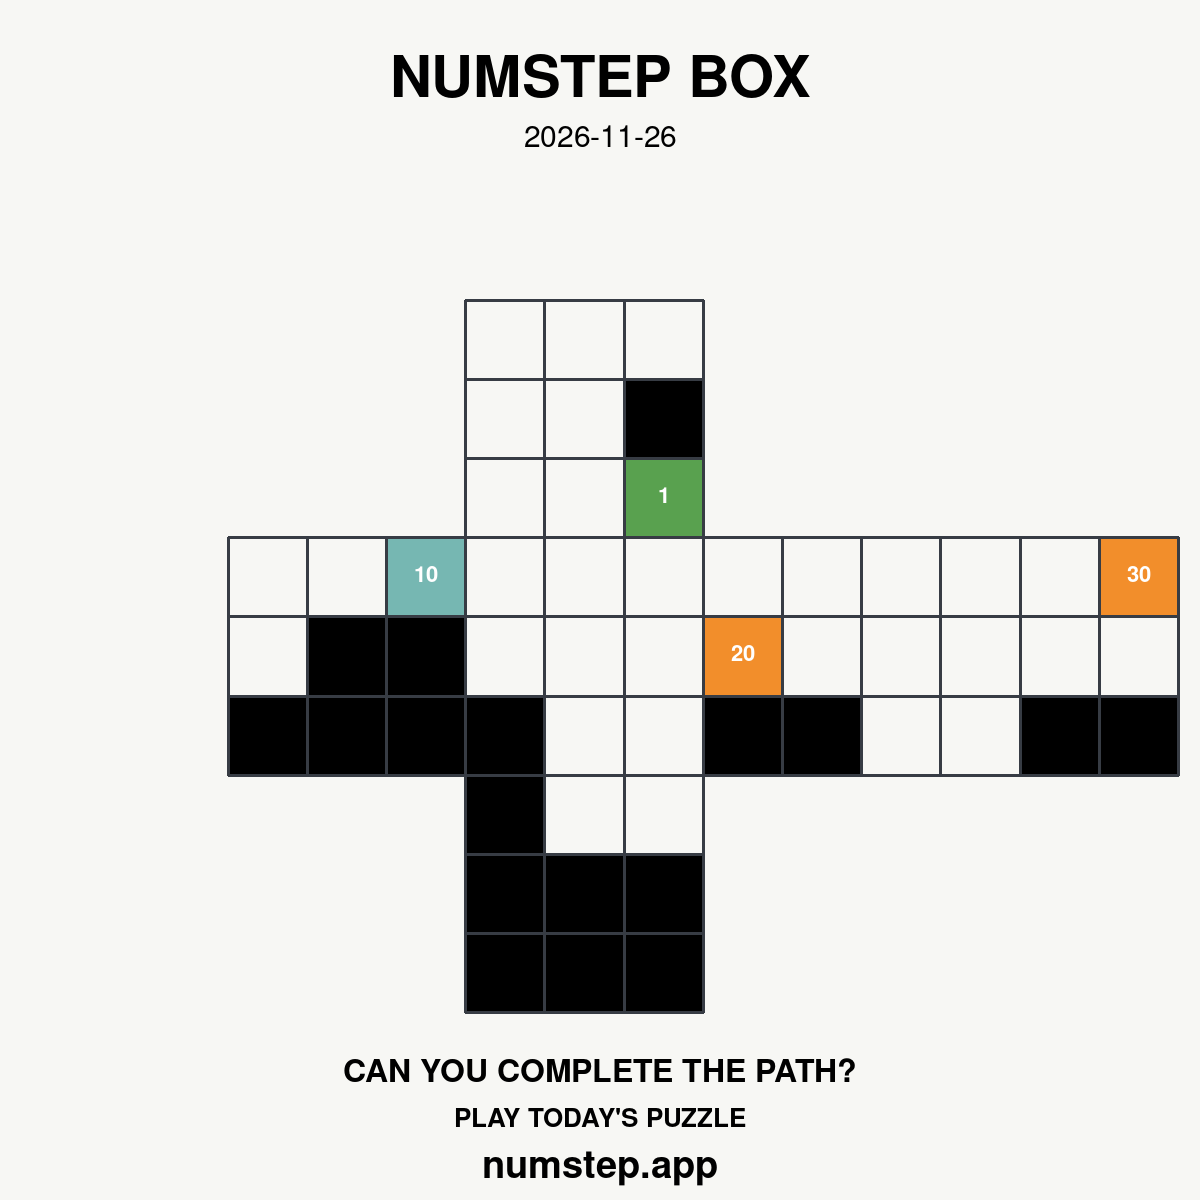 NUMSTEP BOX
2026-11-26
1
10
30
20
CAN YOU COMPLETE THE PATH?
PLAY TODAY'S PUZZLE
numstep.app